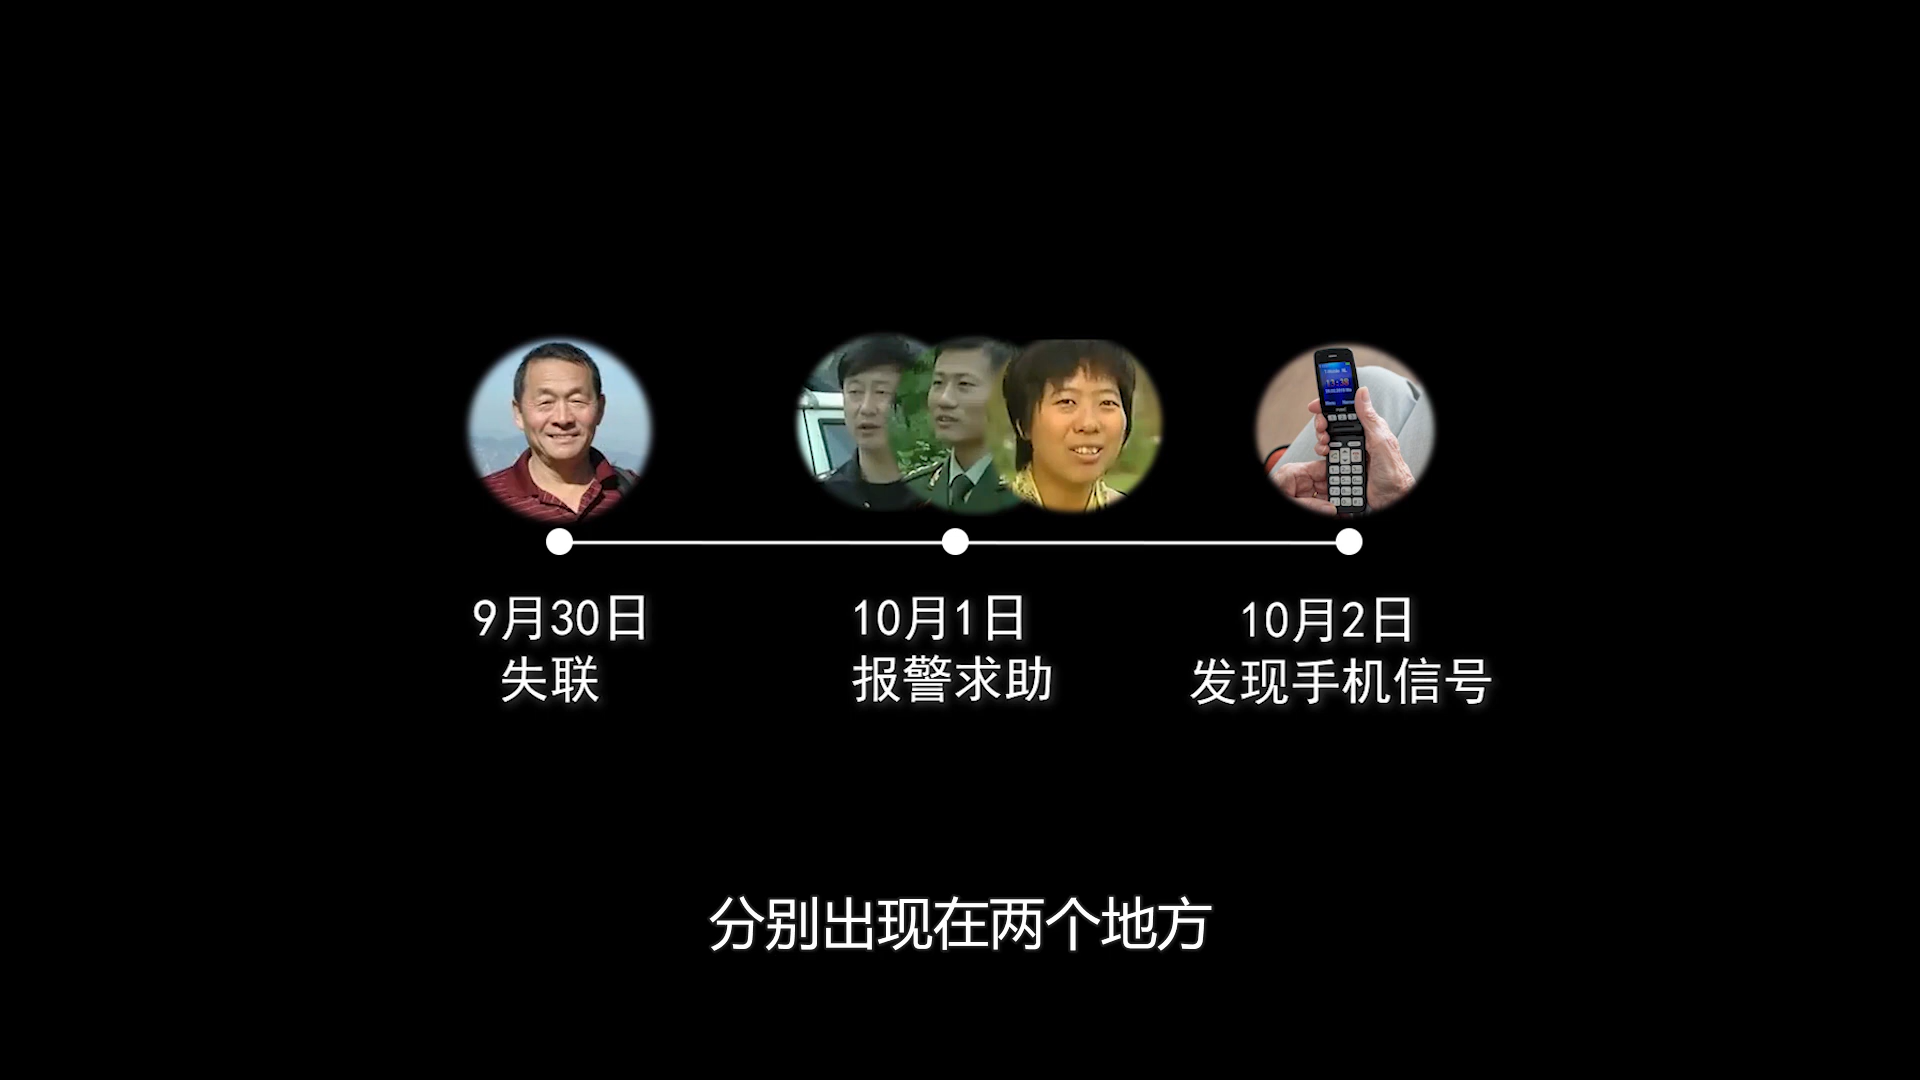 9月30日
失联
10月1日
报警求助
10月2日
发现手机信号
分别出现在两个地方